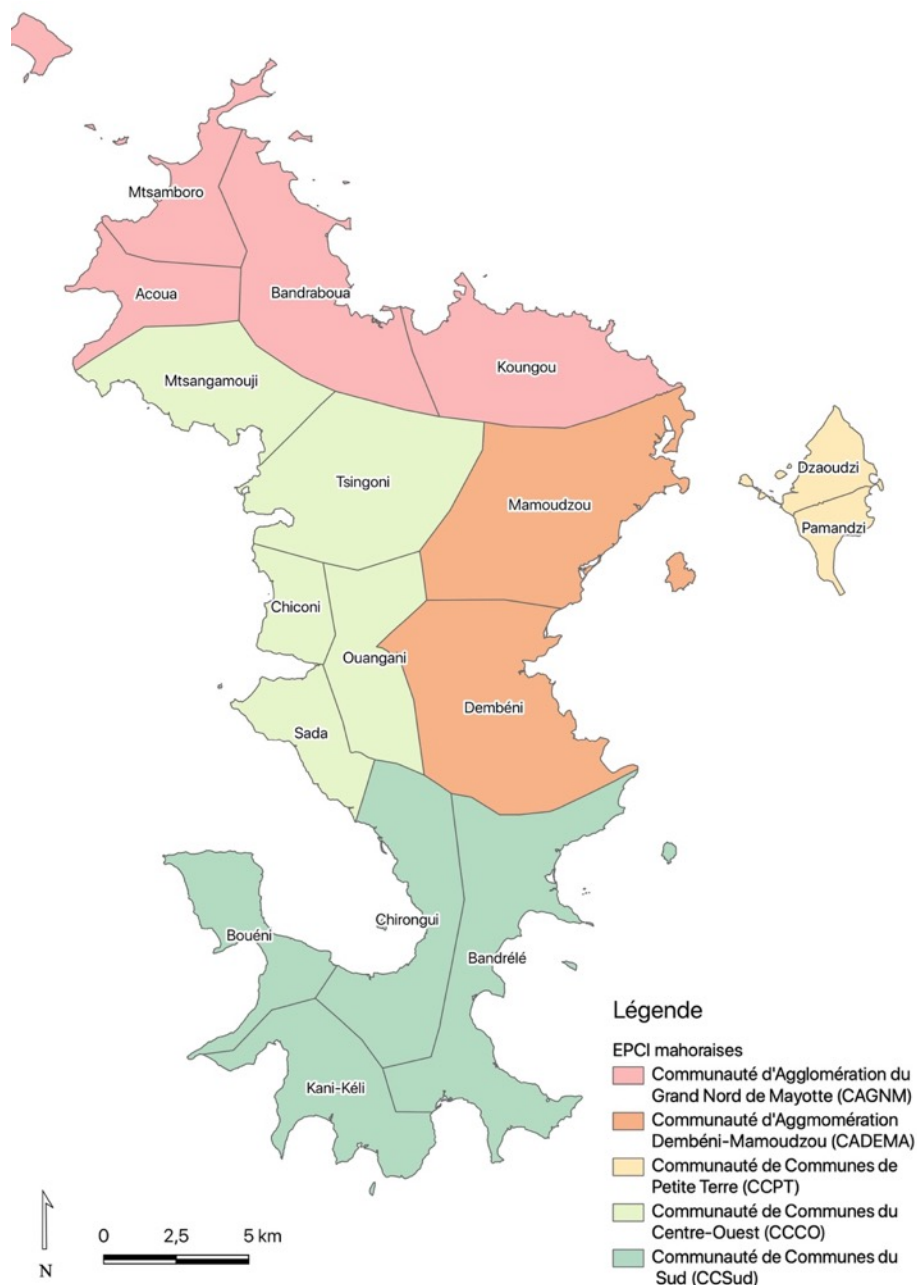 Mtsamboro
Acoua
Bandraboua
Koungou
Mtsangamouji
Tsingoni
Dzaoudzi
Mamoudzou
Pamandzi
Chiconi
Ouangani
Dembéni
Sada
Chirongui
Bouéni
Bandrélé
Kani-Kéli
Légende
EPCI mahoraises
Communauté d'Agglomération du
Grand Nord de Mayotte (CAGNM)
Communauté d'Aggmomération
Dembéni-Mamoudzou (CADEMA)
Communauté de Communes de
Petite Terre (CCPT)
Communauté de Communes du
Centre-Ouest (CCCO)
Communauté de Communes du
Sud (CCSud)
N
0 2,5 5 km